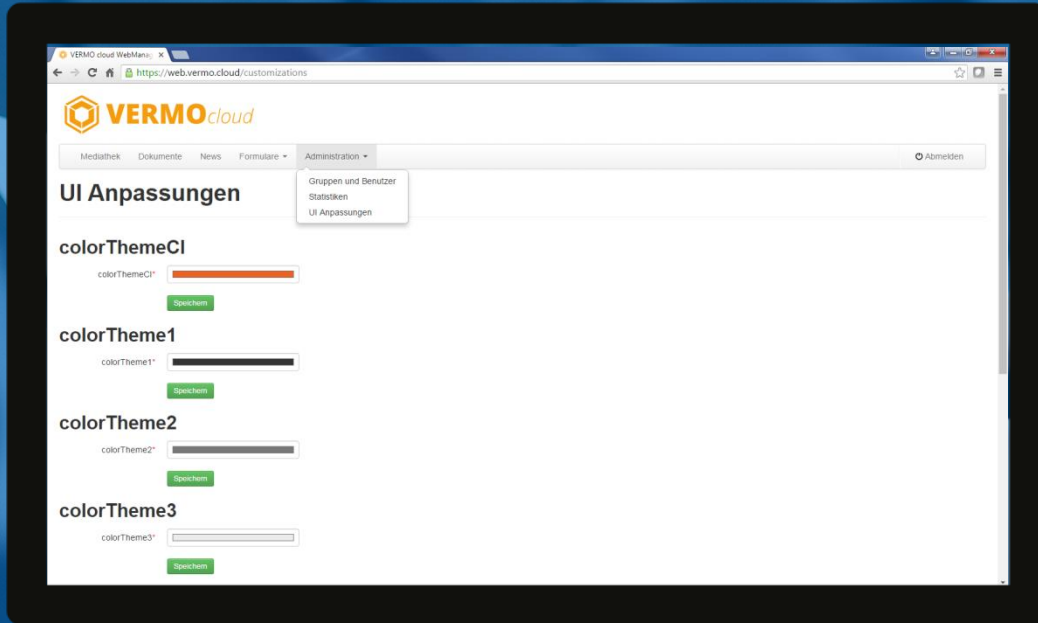 VERMO cloud WebManag
https://web.vermo.cloud/customizations
VERMOcloud
Mediathek Dokumente News Formulare Administration Abmelden
Gruppen und Benutzer
Statistiken
UI Anpassungen
UI Anpassungen
colorThemeCI
colorThemeCI*
Speichern
colorTheme1
colorTheme1*
Speichern
colorTheme2
colorTheme2*
Speichern
colorTheme3
colorTheme3*
Speichern